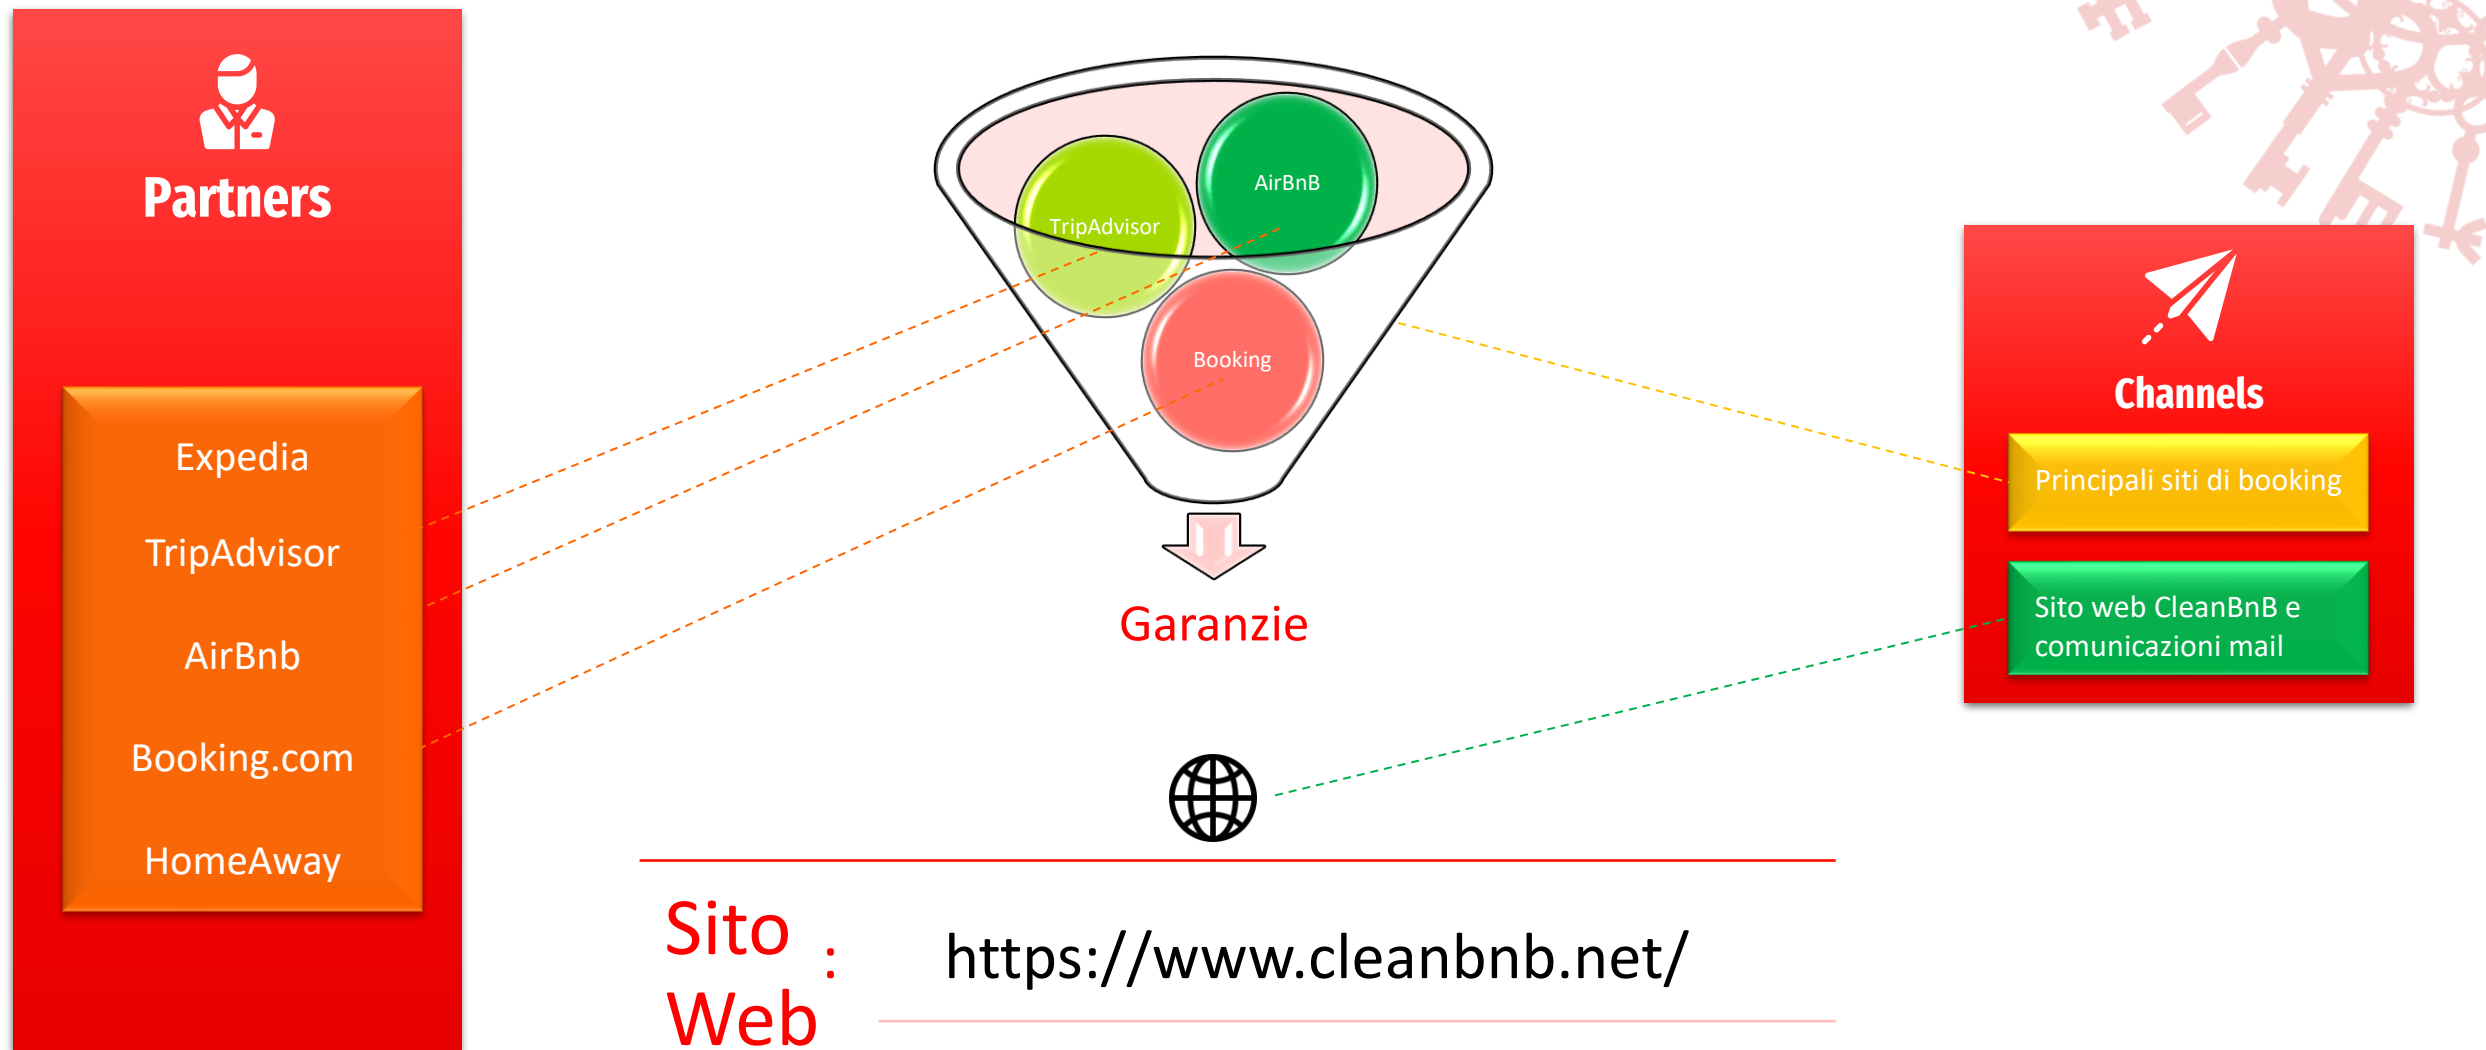 Partners
Expedia
TripAdvisor
AirBnb
Booking.com
HomeAway
AirBnB
TripAdvisor
Booking
Garanzie
Sito
Web
:
https://www.cleanbnb.net/
Channels
Principali siti di booking
Sito web CleanBnB e
comunicazioni mail